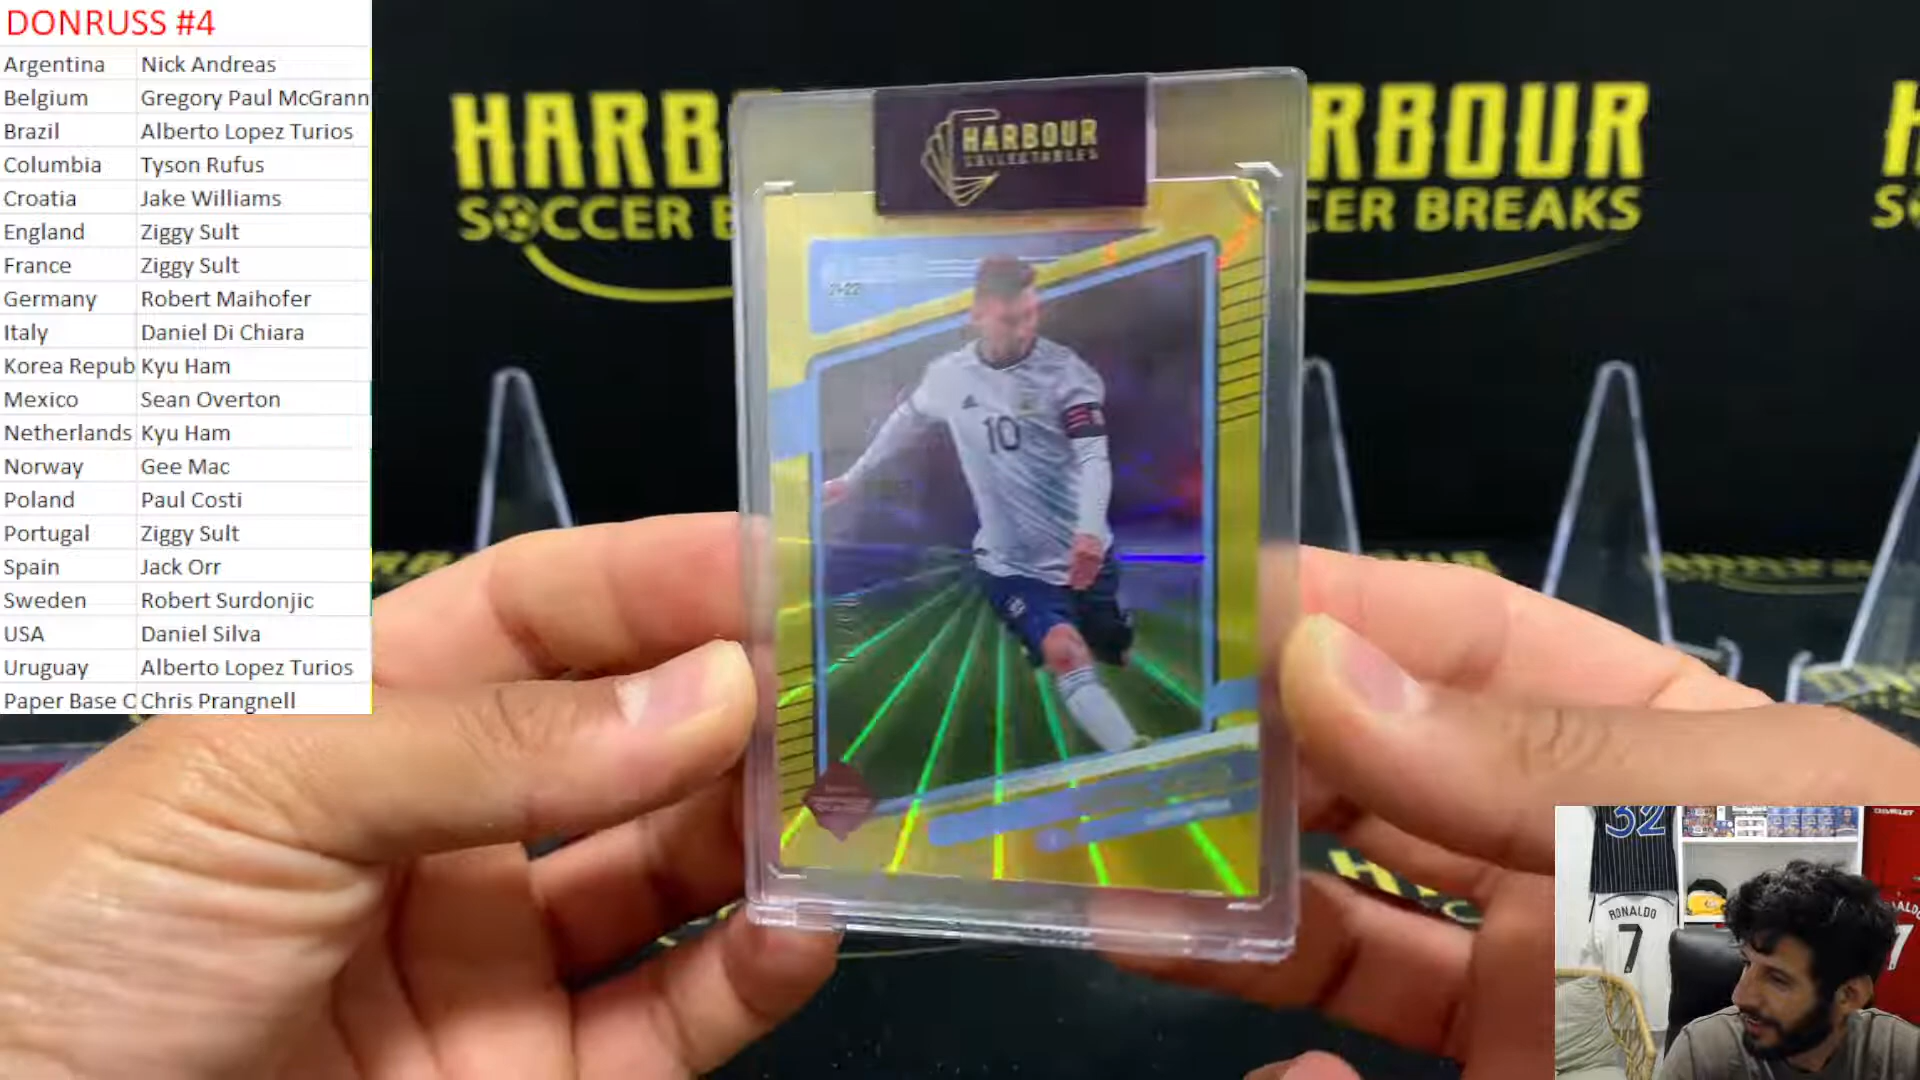 DONRUSS #4
Argentina Nick Andreas
Belgium Gregory Paul McGrann
Brazil Alberto Lopez Turios
Columbia Tyson Rufus
Croatia Jake Williams
England Ziggy Sult
France Ziggy Sult
Germany Robert Maihofer
Italy Daniel Di Chiara
Korea Repub Kyu Ham
Mexico Sean Overton
Netherlands Kyu Ham
Norway Gee Mac
Poland Paul Costi
Portugal Ziggy Sult
Spain Jack Orr
Sweden Robert Surdonjic
USA Daniel Silva
Uruguay Alberto Lopez Turios
Paper Base C Chris Prangnell
HARB
SOCCER B
HARBOUR
COLLECTABLES
RBOUR
CER BREAKS
10
32
RONALDO
7
CHEVROLET
7